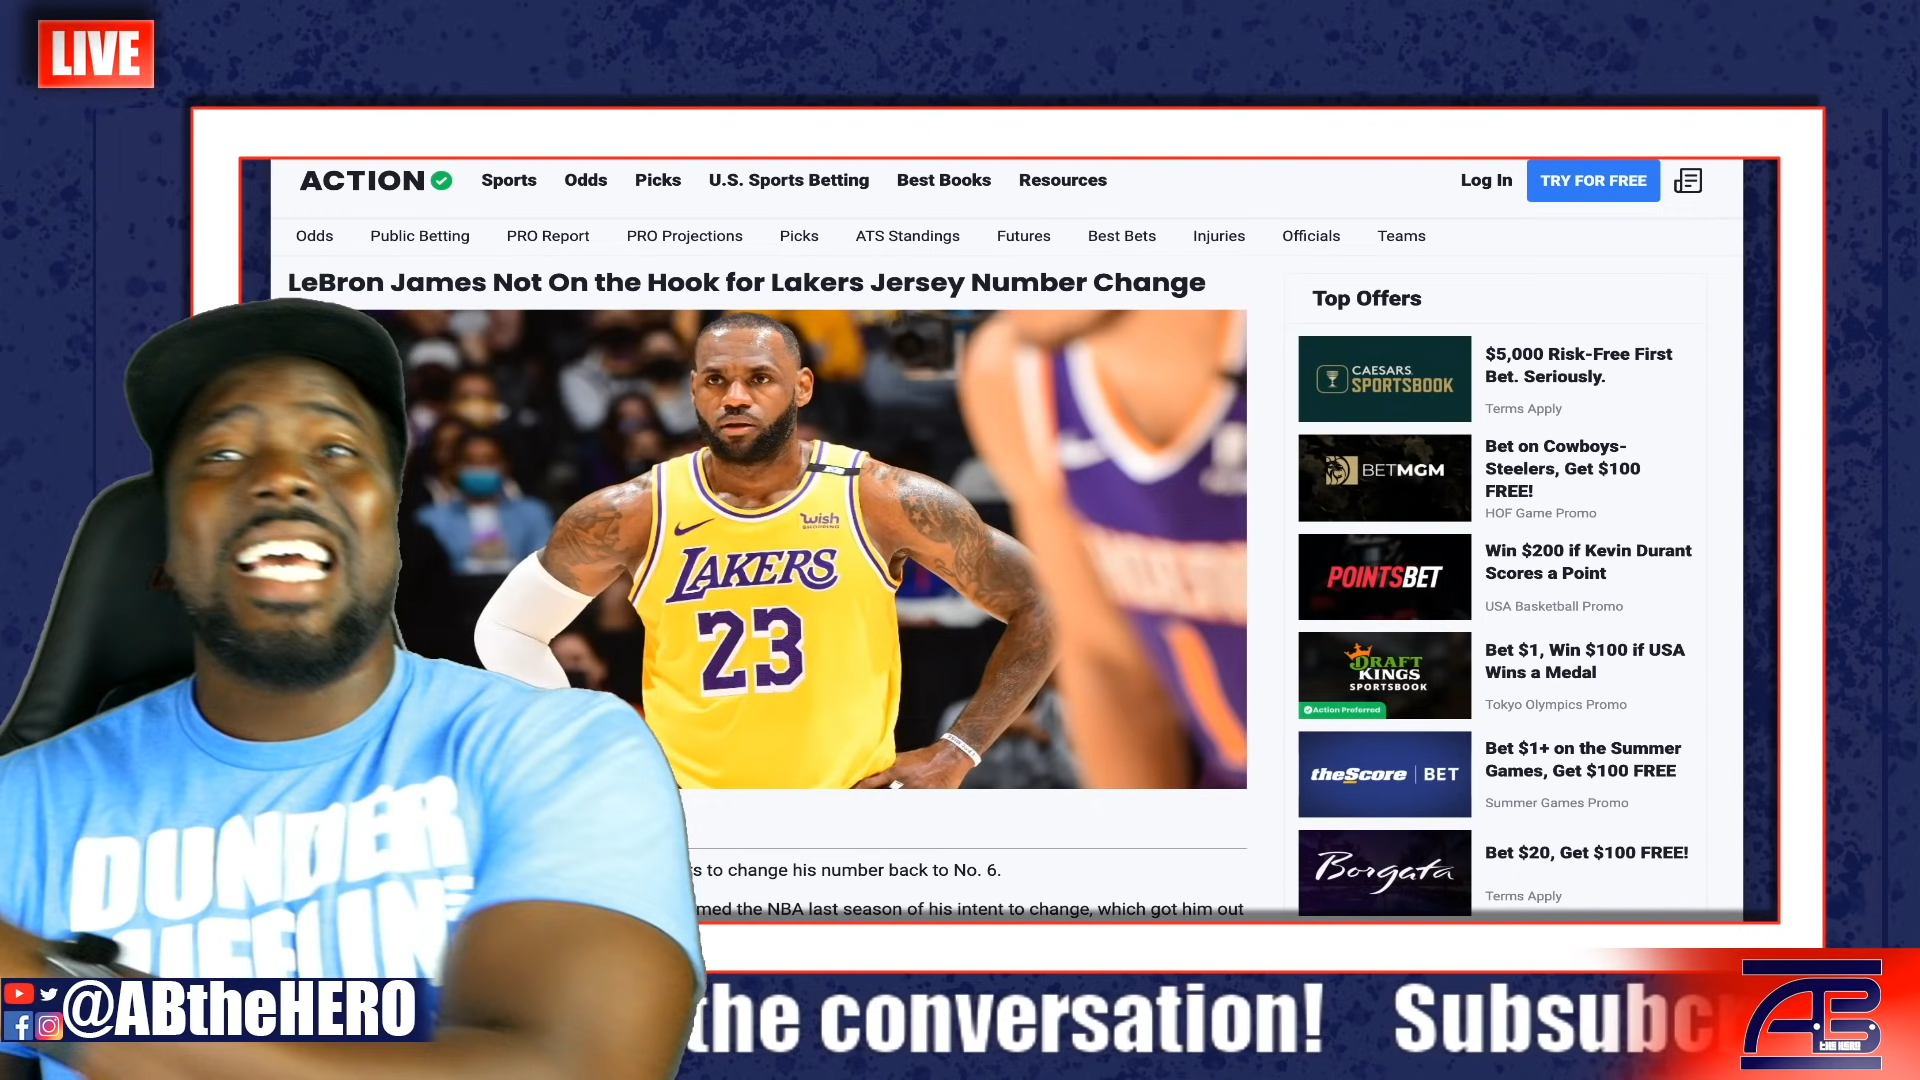 LIVE
ACTION
Sports Odds Picks U.S. Sports Betting Best Books Resources
Log In TRY FOR FREE
Odds Public Betting PRO Report PRO Projections Picks ATS Standings Futures Best Bets Injuries Officials Teams
LeBron James Not On the Hook for Lakers Jersey Number Change
wish
LAKERS
23
s to change his number back to No. 6.
med the NBA last season of his intent to change, which got him out
Top Offers
CAESARS
SPORTSBOOK
$5,000 Risk-Free First
Bet. Seriously.
Terms Apply
BETMGM
Bet on Cowboys-
Steelers, Get $100
FREE!
HOF Game Promo
POINTSBET
Win $200 if Kevin Durant
Scores a Point
USA Basketball Promo
DRAFT
KINGS
SPORTSBOOK
Action Preferred
Bet $1, Win $100 if USA
Wins a Medal
Tokyo Olympics Promo
theScore BET
Bet $1+ on the Summer
Games, Get $100 FREE
Summer Games Promo
Borgata
Bet $20, Get $100 FREE!
Terms Apply
DUNDER
MIFFLIN
@ABtheHERO
the conversation! Subsubc
AB
THE HERO